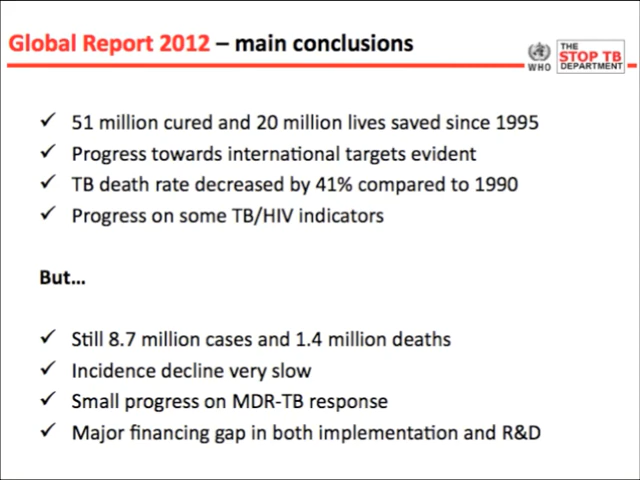 Global Report 2012 – main conclusions
WHO
THE
STOP TB
DEPARTMENT
✓ 51 million cured and 20 million lives saved since 1995
✓ Progress towards international targets evident
✓ TB death rate decreased by 41% compared to 1990
✓ Progress on some TB/HIV indicators
But...
✓ Still 8.7 million cases and 1.4 million deaths
✓ Incidence decline very slow
✓ Small progress on MDR-TB response
✓ Major financing gap in both implementation and R&D